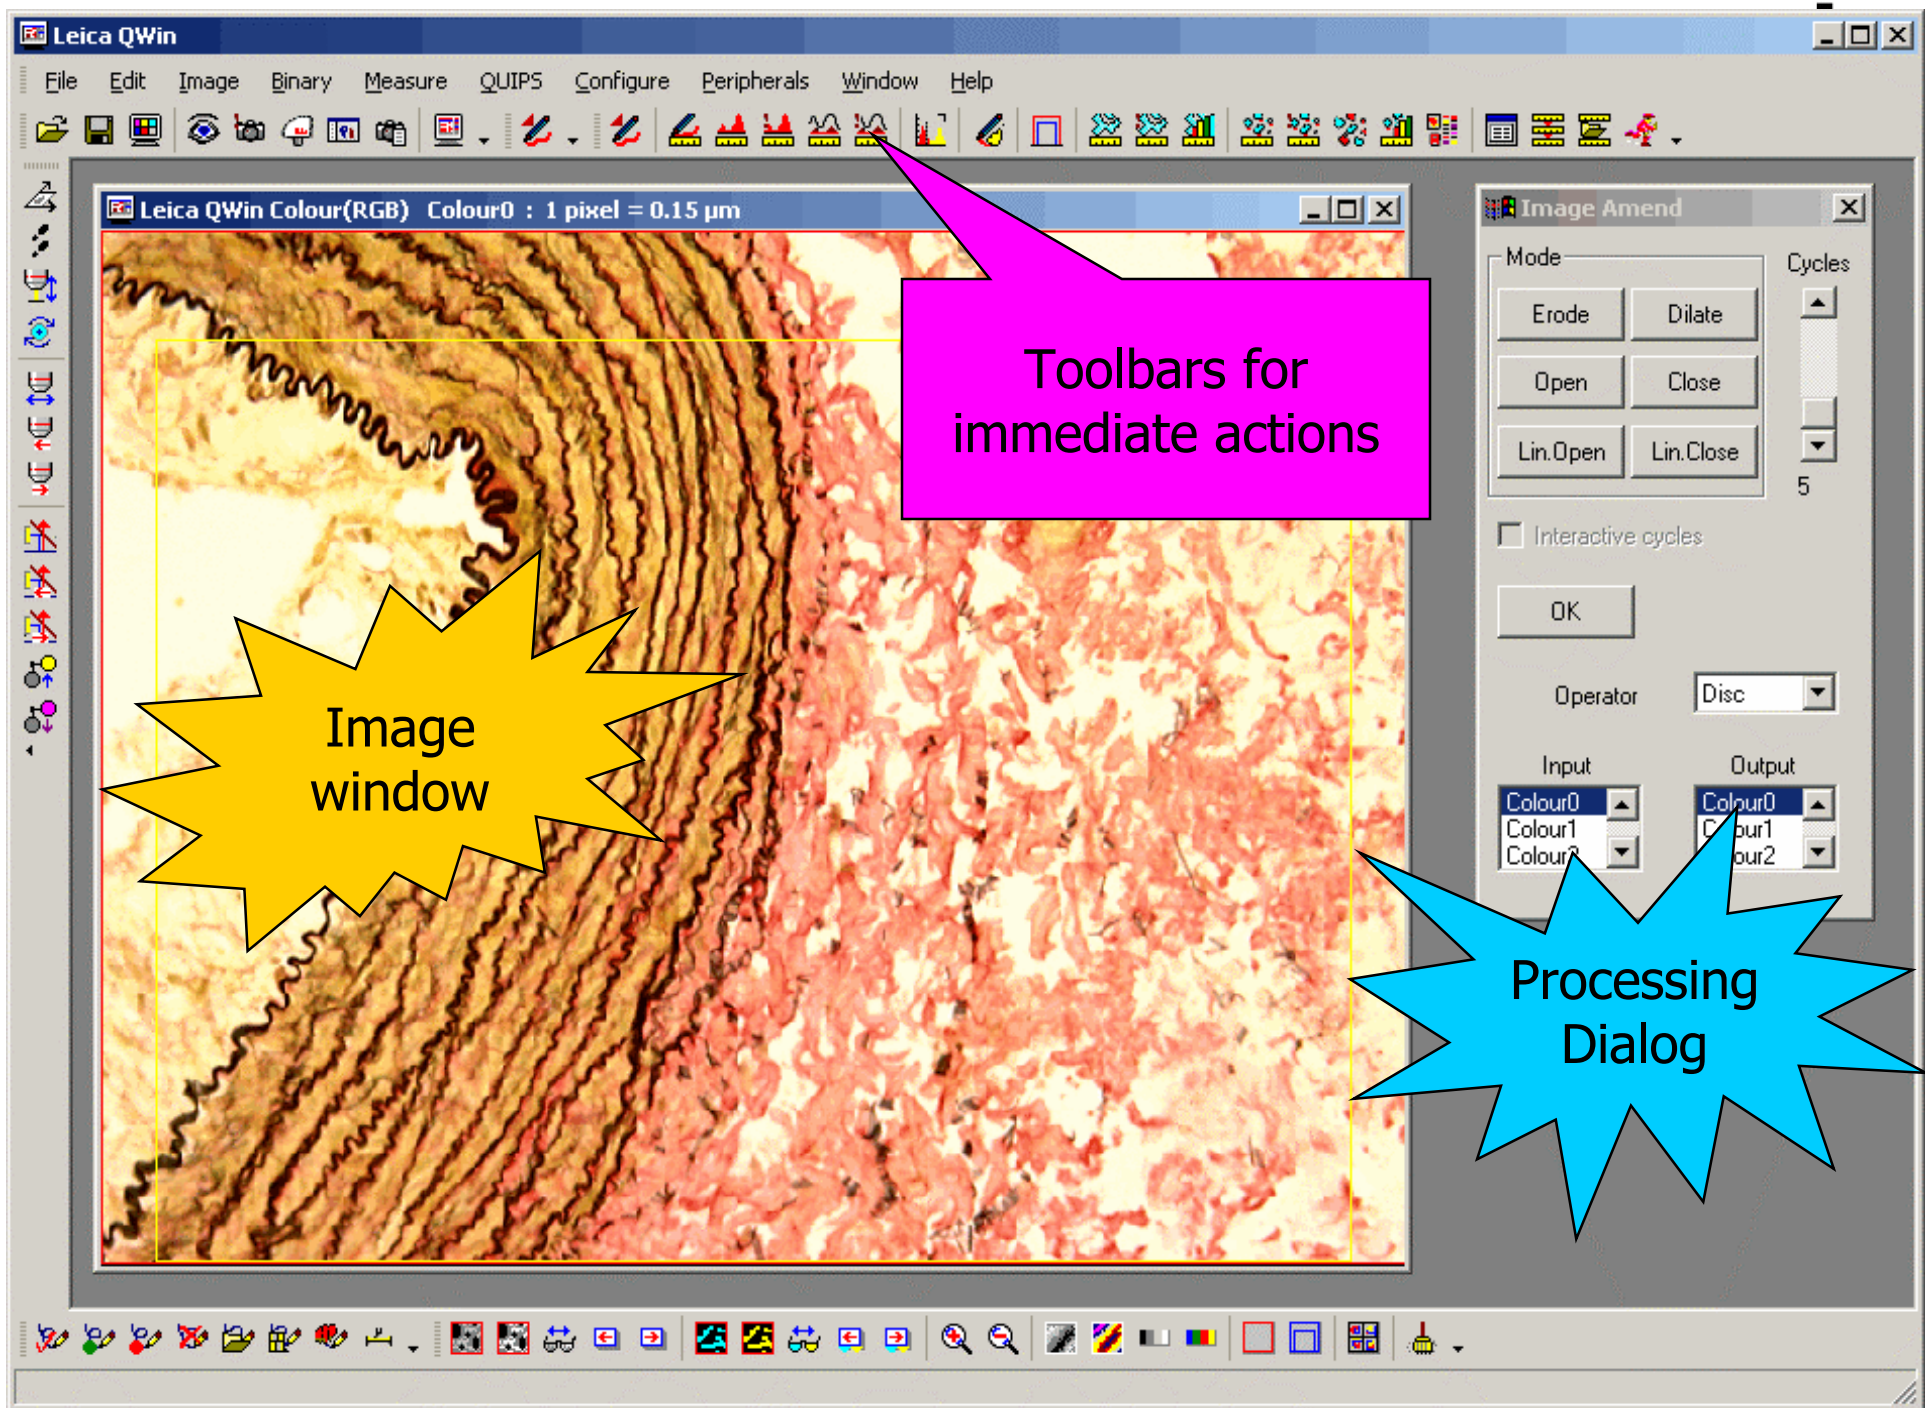 Leica QWin
File Edit Image Binary Measure QUIPS Configure Peripherals Window Help
Leica QWin Colour(RGB) Colour0 : 1 pixel = 0.15 µm
Toolbars for
immediate actions
Image
window
Image Amend
Mode
Cycles
Erode Dilate
Open Close
Lin.Open Lin.Close
5
Interactive cycles
OK
Operator Disc
Input Output
Colour0 Colour0
Colour1
Processing
Dialog